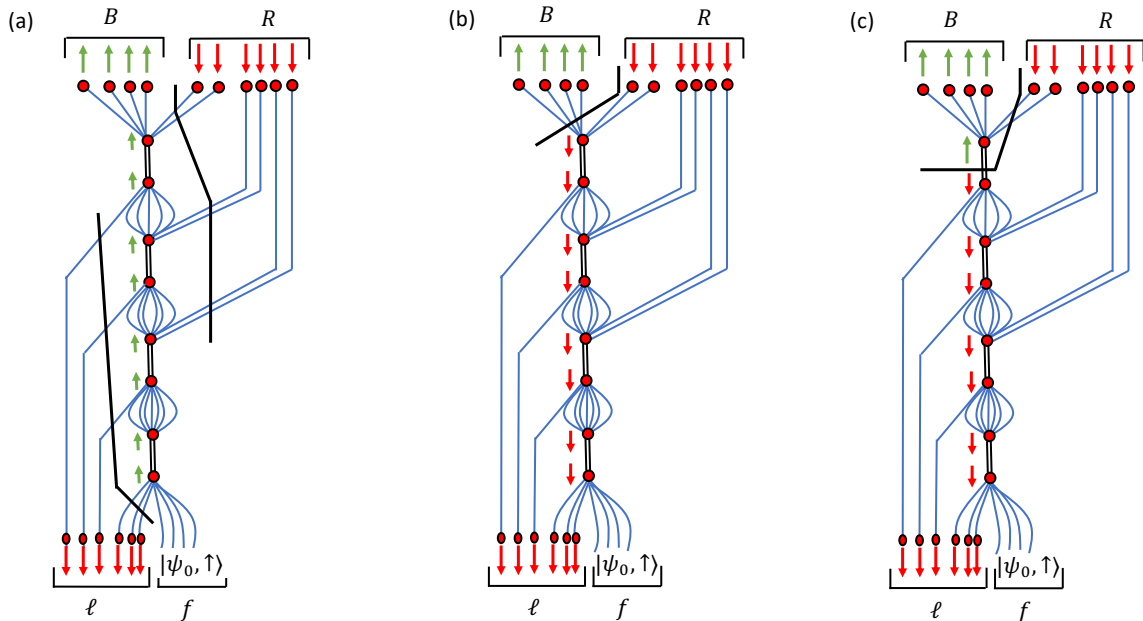 (a) B R
(b) B R
(c) B R
|ψ₀,↑⟩ |ψ₀,↑⟩ |ψ₀,↑⟩
ℓ f ℓ f ℓ f